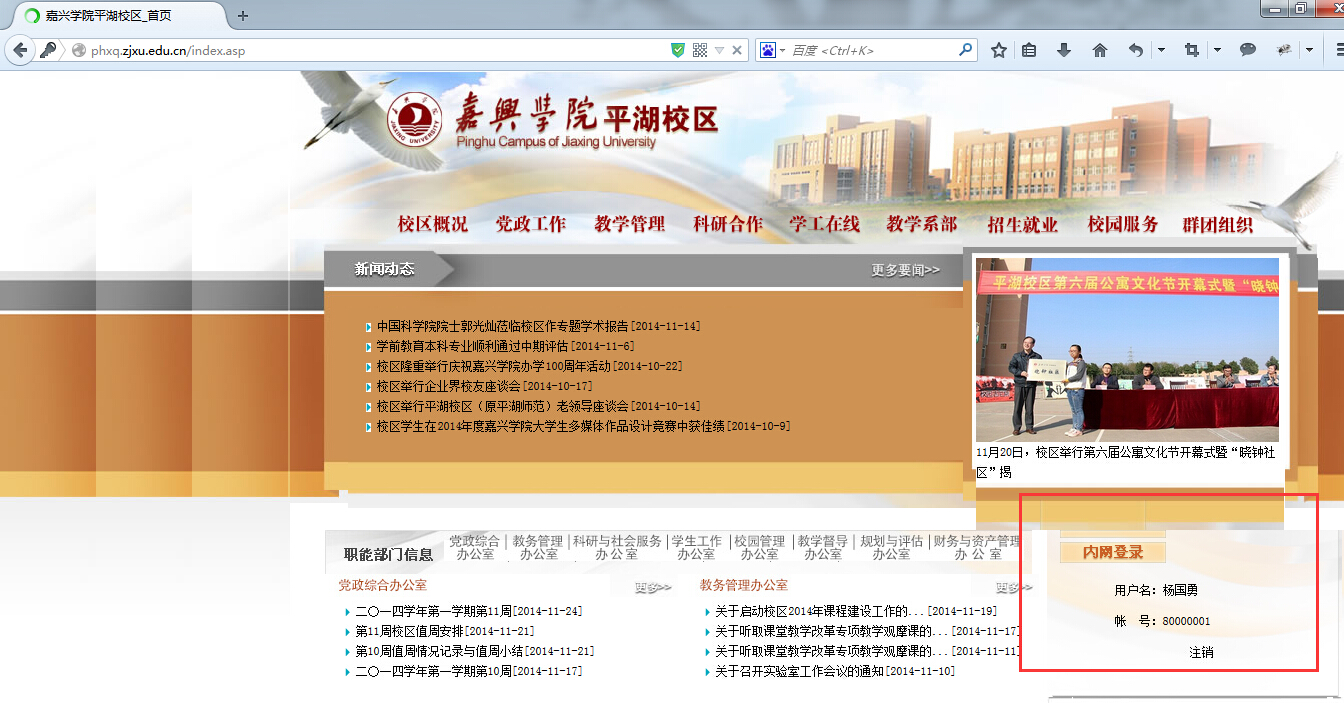 嘉兴学院平湖校区_首页
phxq.zjxu.edu.cn/index.asp
百度 <Ctrl+K>
嘉興学院平湖校区
Pinghu Campus of Jiaxing University
校区概况 党政工作 教学管理 科研合作 学工在线 教学系部 招生就业 校园服务 群团组织
新闻动态
更多要闻>>
中国科学院院士郭光灿莅临校区作专题学术报告[2014-11-14]
学前教育本科专业顺利通过中期评估[2014-11-6]
校区隆重举行庆祝嘉兴学院办学100周年活动[2014-10-22]
校区举行企业界校友座谈会[2014-10-17]
校区举行平湖校区（原平湖师范）老领导座谈会[2014-10-14]
校区学生在2014年度嘉兴学院大学生多媒体作品设计竞赛中获佳绩[2014-10-9]
平湖校区第六届公寓文化节开幕式暨“晓钟
11月20日，校区举行第六届公寓文化节开幕式暨“晓钟社
区”揭
职能部门信息
党政综合办公室 | 教务管理办公室 | 科研与社会服务办公室 | 学生工作办公室 | 校园管理办公室 | 教学督导办公室 | 规划与评估办公室 | 财务与资产管理办公室
党政综合办公室
更多>>
二〇一四学年第一学期第11周[2014-11-24]
第11周校区值周安排[2014-11-21]
第10周值周情况记录与值周小结[2014-11-21]
二〇一四学年第一学期第10周[2014-11-17]
教务管理办公室
更多>>
关于启动校区2014年课程建设工作的...[2014-11-19]
关于听取课堂教学改革专项教学观摩课的...[2014-11-17]
关于听取课堂教学改革专项教学观摩课的...[2014-11-11]
关于召开实验室工作会议的通知[2014-11-10]
内网登录
用户名：杨国勇
帐 号：80000001
注销